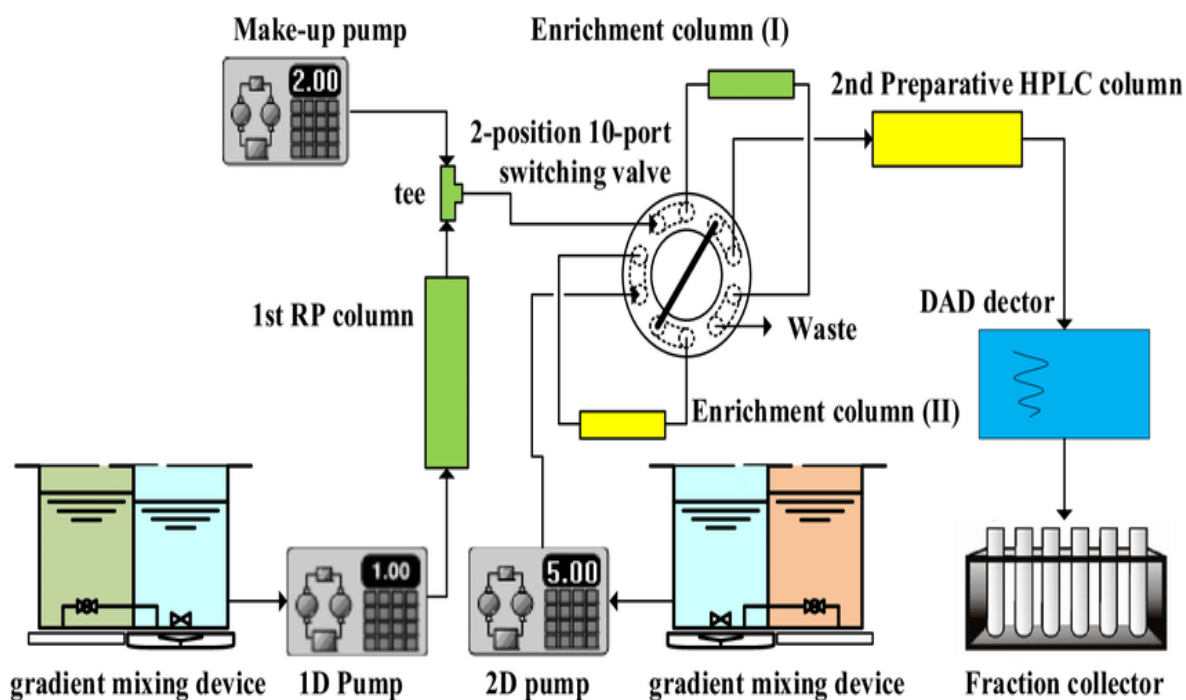 Make-up pump
Enrichment column (I)
2.00
2nd Preparative HPLC column
2-position 10-port
switching valve
tee
1st RP column
DAD dector
Waste
Enrichment column (II)
1.00
5.00
gradient mixing device
1D Pump
2D pump
gradient mixing device
Fraction collector